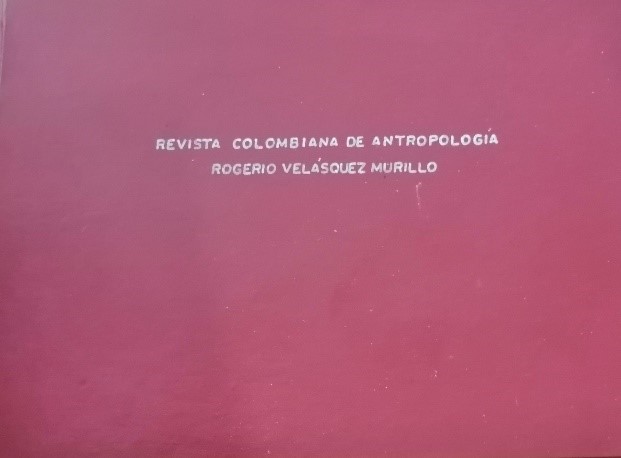 REVISTA COLOMBIANA DE ANTROPOLOGÍA
ROGERIO VELÁSQUEZ MURILLO